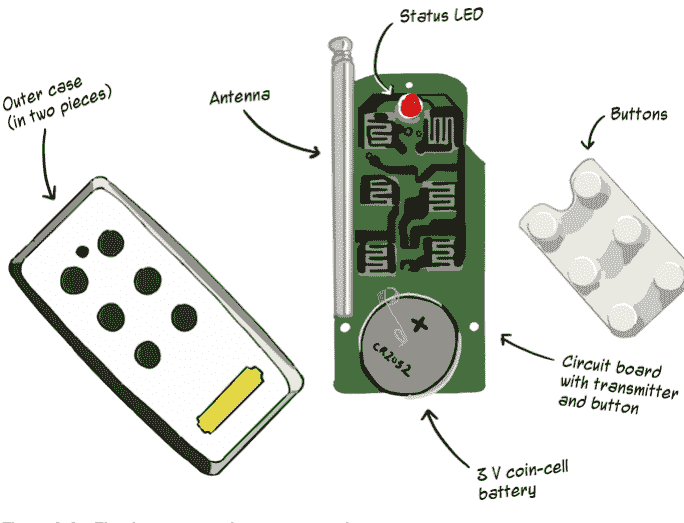 Status LED
Outer case
(in two pieces)
Antenna
Buttons
+
CR2032
Circuit board
with transmitter
and button
3 V coin-cell
battery